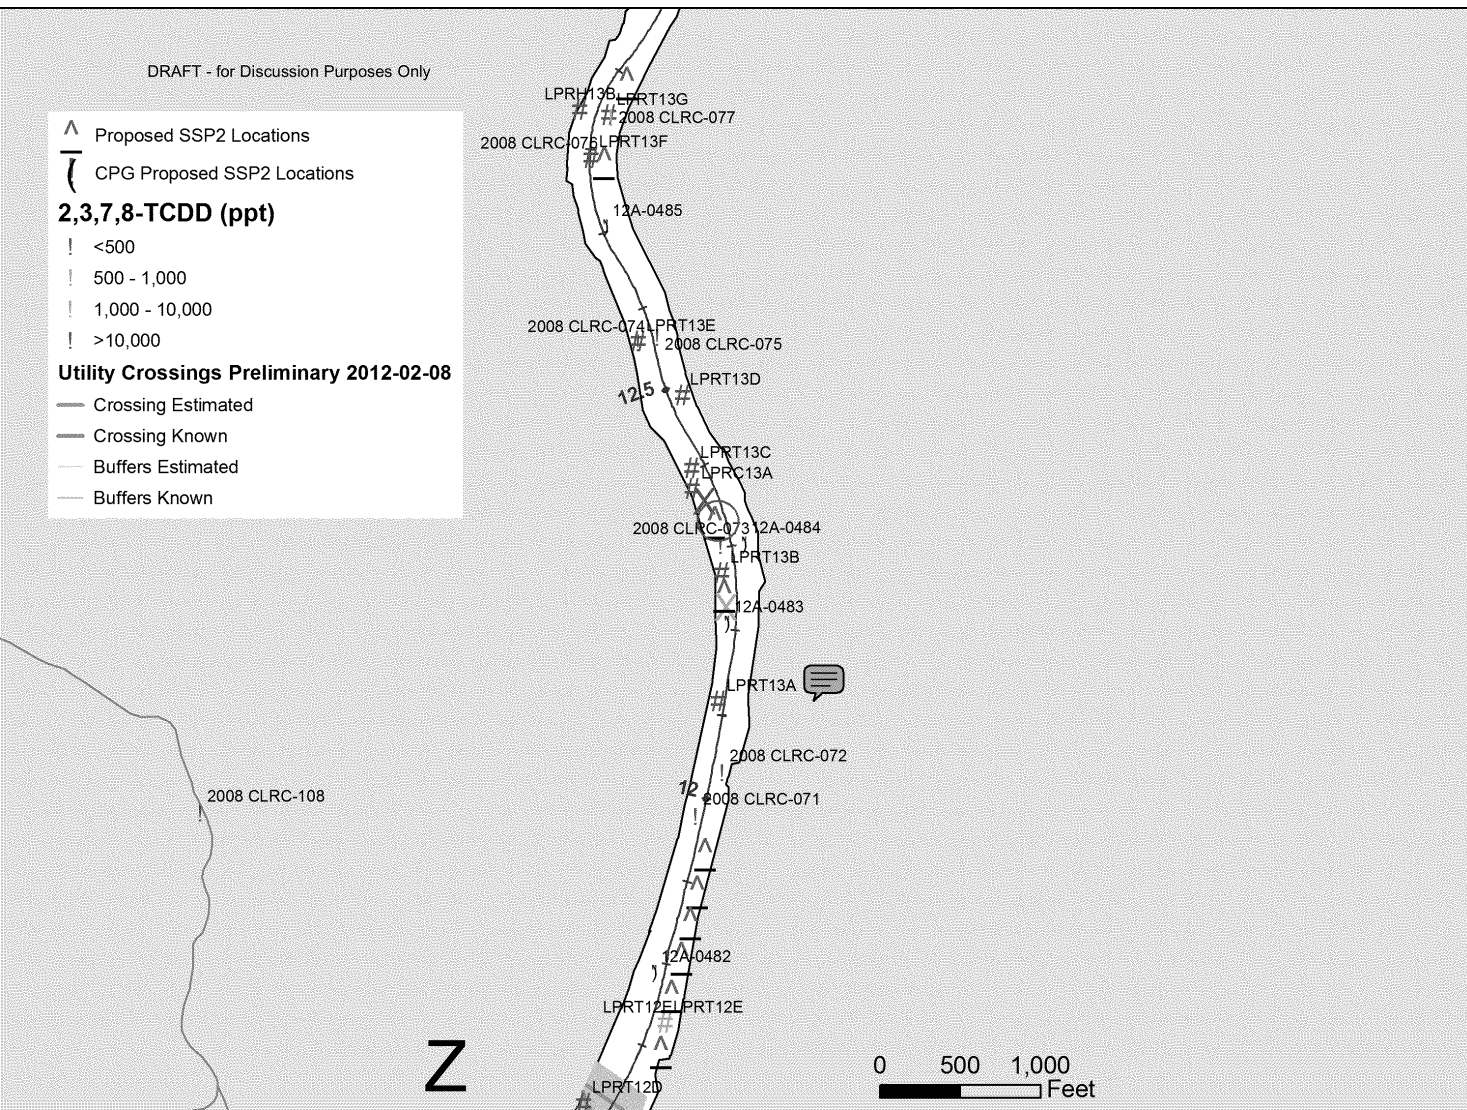 DRAFT - for Discussion Purposes Only
^ Proposed SSP2 Locations
( CPG Proposed SSP2 Locations
2,3,7,8-TCDD (ppt)
! <500
! 500 - 1,000
! 1,000 - 10,000
! >10,000
Utility Crossings Preliminary 2012-02-08
Crossing Estimated
Crossing Known
Buffers Estimated
Buffers Known
LPRH13B
LPRT13G
2008 CLRC-077
2008 CLRC-076
LPRT13F
12A-0485
2008 CLRC-074
LPRT13E
2008 CLRC-075
LPRT13D
12.5
LPRT13C
LPRC13A
2008 CLRC-073
12A-0484
LPRT13B
12A-0483
LPRT13A
2008 CLRC-072
12
2008 CLRC-071
2008 CLRC-108
12A-0482
LPRT12E
LPRT12E
Z
LPRT12D
0 500 1,000
Feet